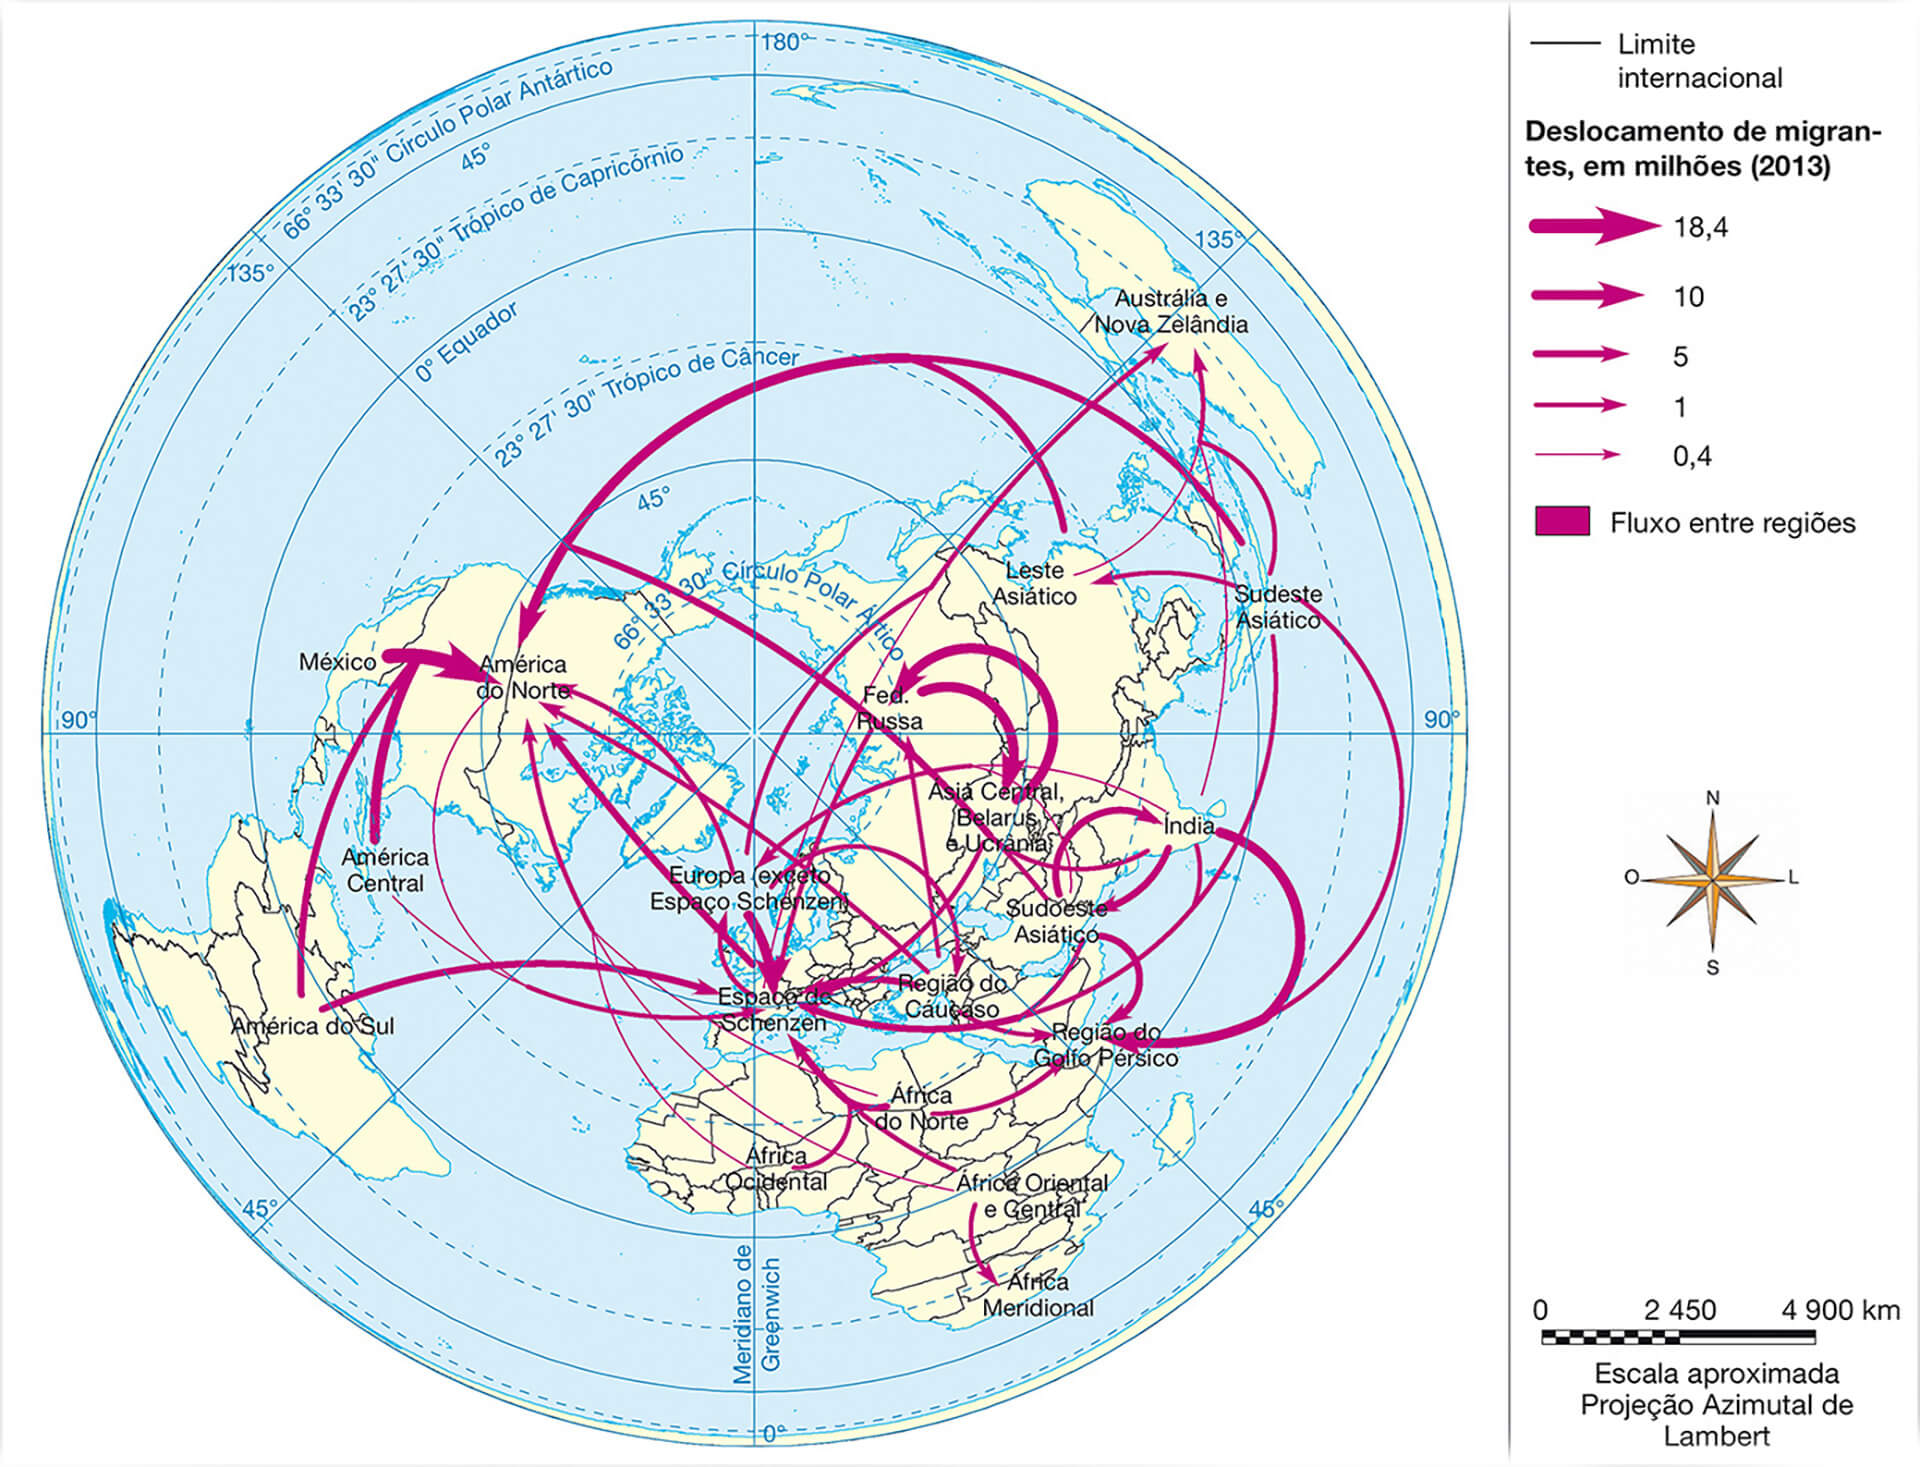 180°
66° 33' 30" Círculo Polar Antártico
45°
23° 27' 30" Trópico de Capricórnio
135°
135°
0° Equador
23° 27' 30" Trópico de Câncer
Austrália e
Nova Zelândia
45°
66° 33' 30" Círculo Polar Ártico
Leste
Asiático
Sudeste
Asiático
México
América
do Norte
Fed.
Russa
90°
90°
Ásia Central,
Belarus
e Ucrânia
Índia
América
Central
Europa (exceto
Espaço Schenzen)
Sudoeste
Asiático
Espaço de
Schenzen
Região do
Cáucaso
América do Sul
Região do
Golfo Pérsico
África
do Norte
África
Ocidental
África Oriental
e Central
45°
45°
África
Meridional
Meridiano de
Greenwich
0°
Limite
internacional
Deslocamento de migran-
tes, em milhões (2013)
18,4
10
5
1
0,4
Fluxo entre regiões
N
O
L
S
0 2 450 4 900 km
Escala aproximada
Projeção Azimutal de
Lambert